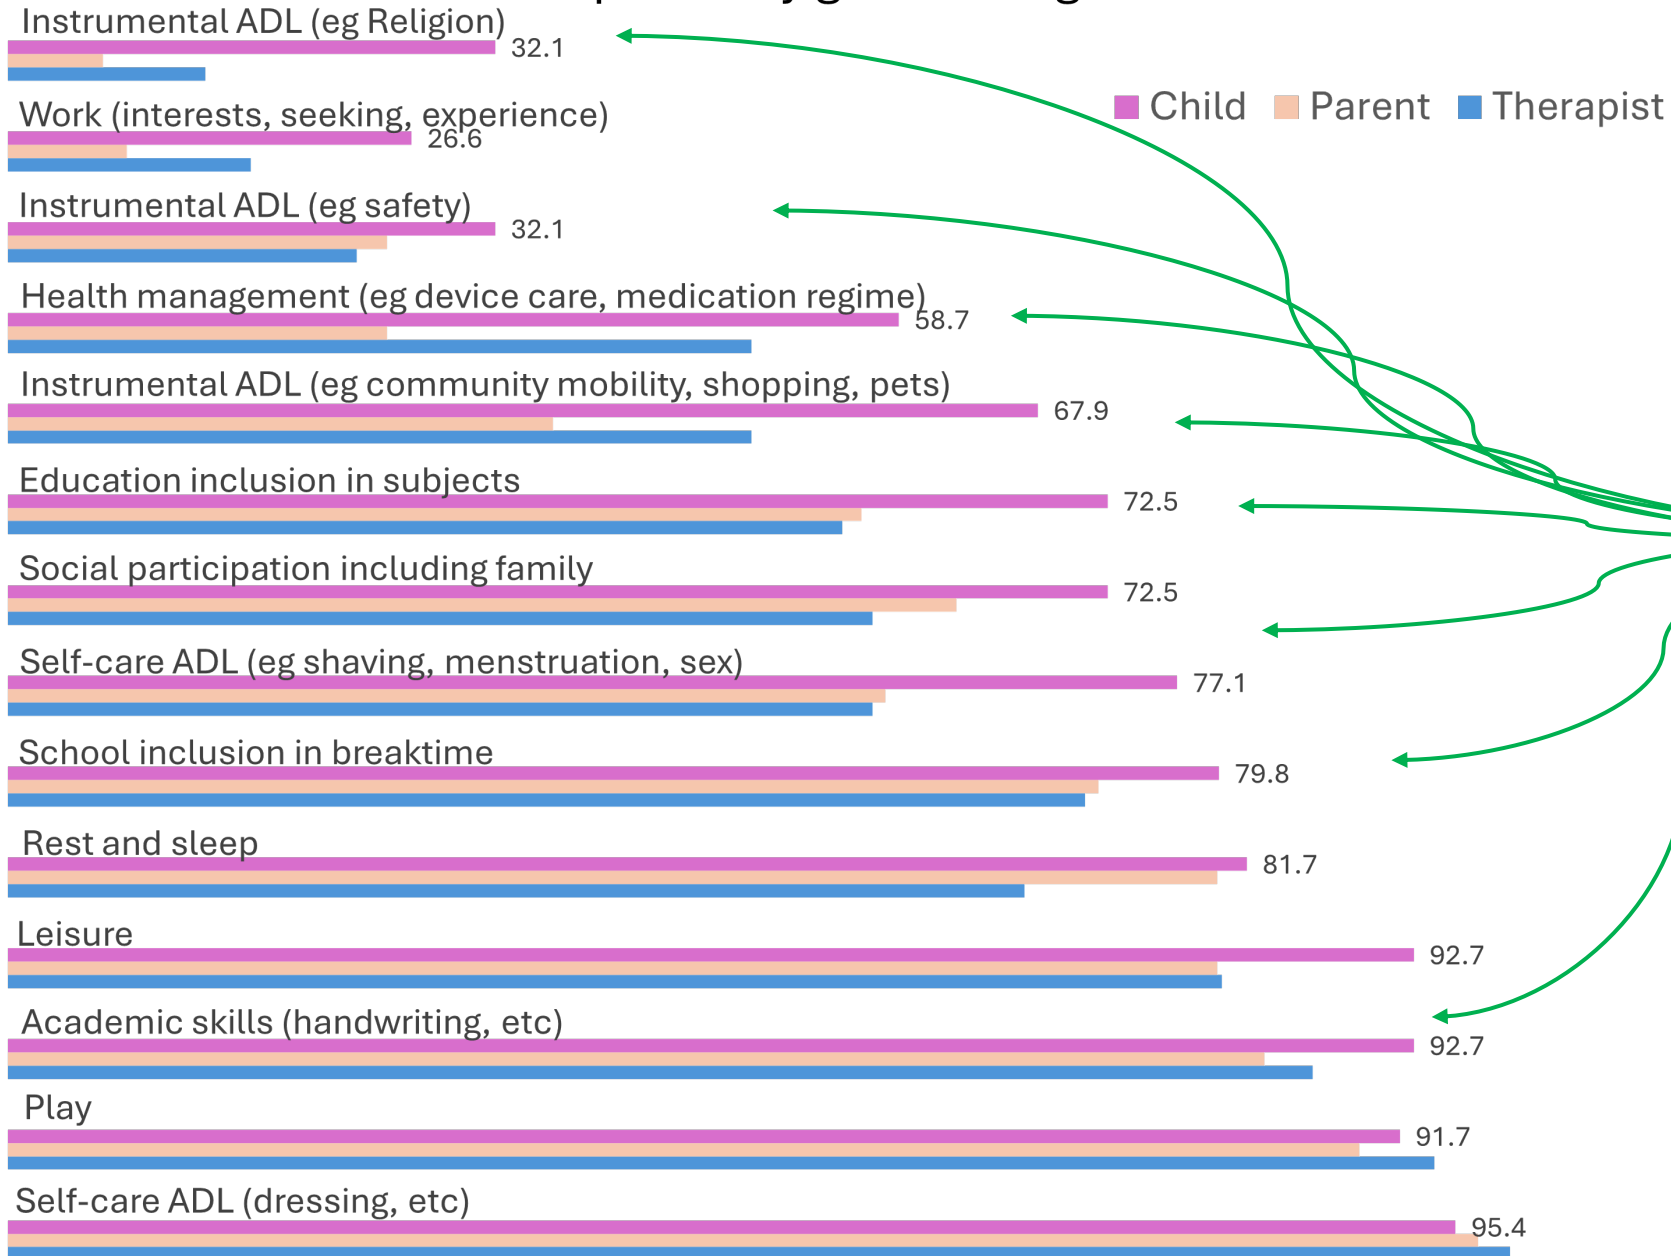 Instrumental ADL (eg Religion)
32.1
Work (interests, seeking, experience)
26.6
Child Parent Therapist
Instrumental ADL (eg safety)
32.1
Health management (eg device care, medication regime)
58.7
Instrumental ADL (eg community mobility, shopping, pets)
67.9
Education inclusion in subjects
72.5
Social participation including family
72.5
Self-care ADL (eg shaving, menstruation, sex)
77.1
School inclusion in breaktime
79.8
Rest and sleep
81.7
Leisure
92.7
Academic skills (handwriting, etc)
92.7
Play
91.7
Self-care ADL (dressing, etc)
95.4